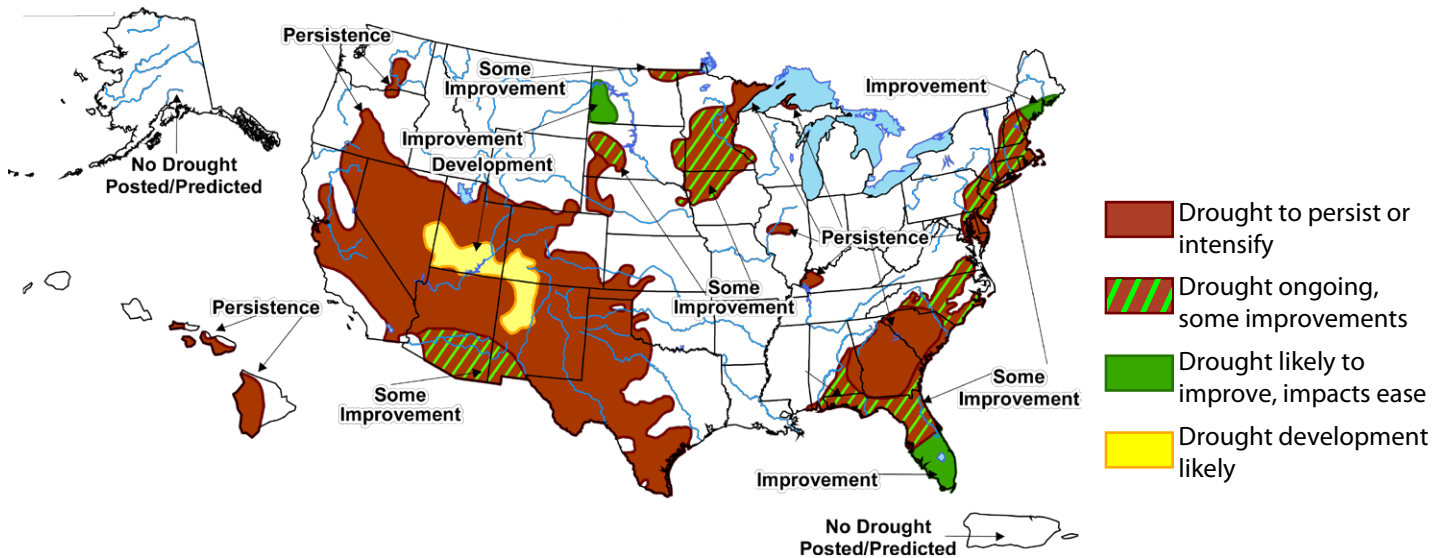 Persistence
Some
Improvement
Improvement
Improvement
Development
No Drought
Posted/Predicted
Persistence
Persistence
Some
Improvement
Some
Improvement
Some
Improvement
Improvement
No Drought
Posted/Predicted
Drought to persist or
intensify
Drought ongoing,
some improvements
Drought likely to
improve, impacts ease
Drought development
likely